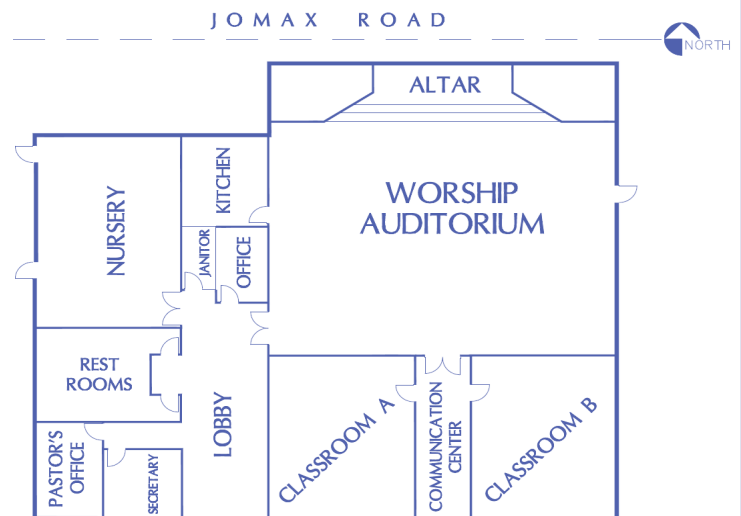 JOMAX ROAD
NORTH
ALTAR
WORSHIP
AUDITORIUM
KITCHEN
NURSERY
JANITOR
OFFICE
REST
ROOMS
LOBBY
CLASSROOM A
COMMUNICATION
CENTER
CLASSROOM B
PASTOR'S
OFFICE
SECRETARY